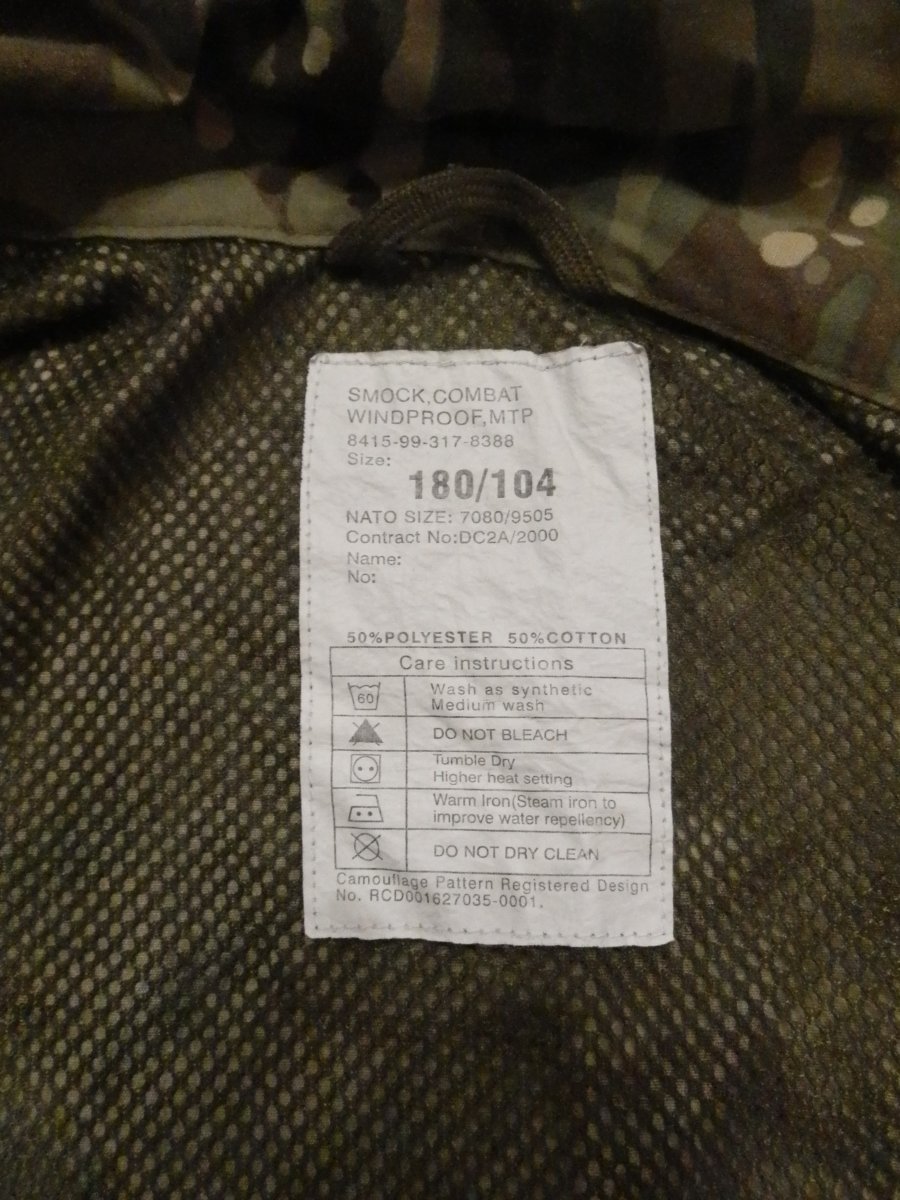 SMOCK,COMBAT
WINDPROOF,MTP
8415-99-317-8388
Size:
180/104
NATO SIZE: 7080/9505
Contract No:DC2A/2000
Name:
No:
50%POLYESTER 50%COTTON
Care instructions
60
Wash as synthetic
Medium wash
DO NOT BLEACH
Tumble Dry
Higher heat setting
Warm Iron(Steam iron to
improve water repellency)
DO NOT DRY CLEAN
Camouflage Pattern Registered Design
No. RCD001627035-0001.